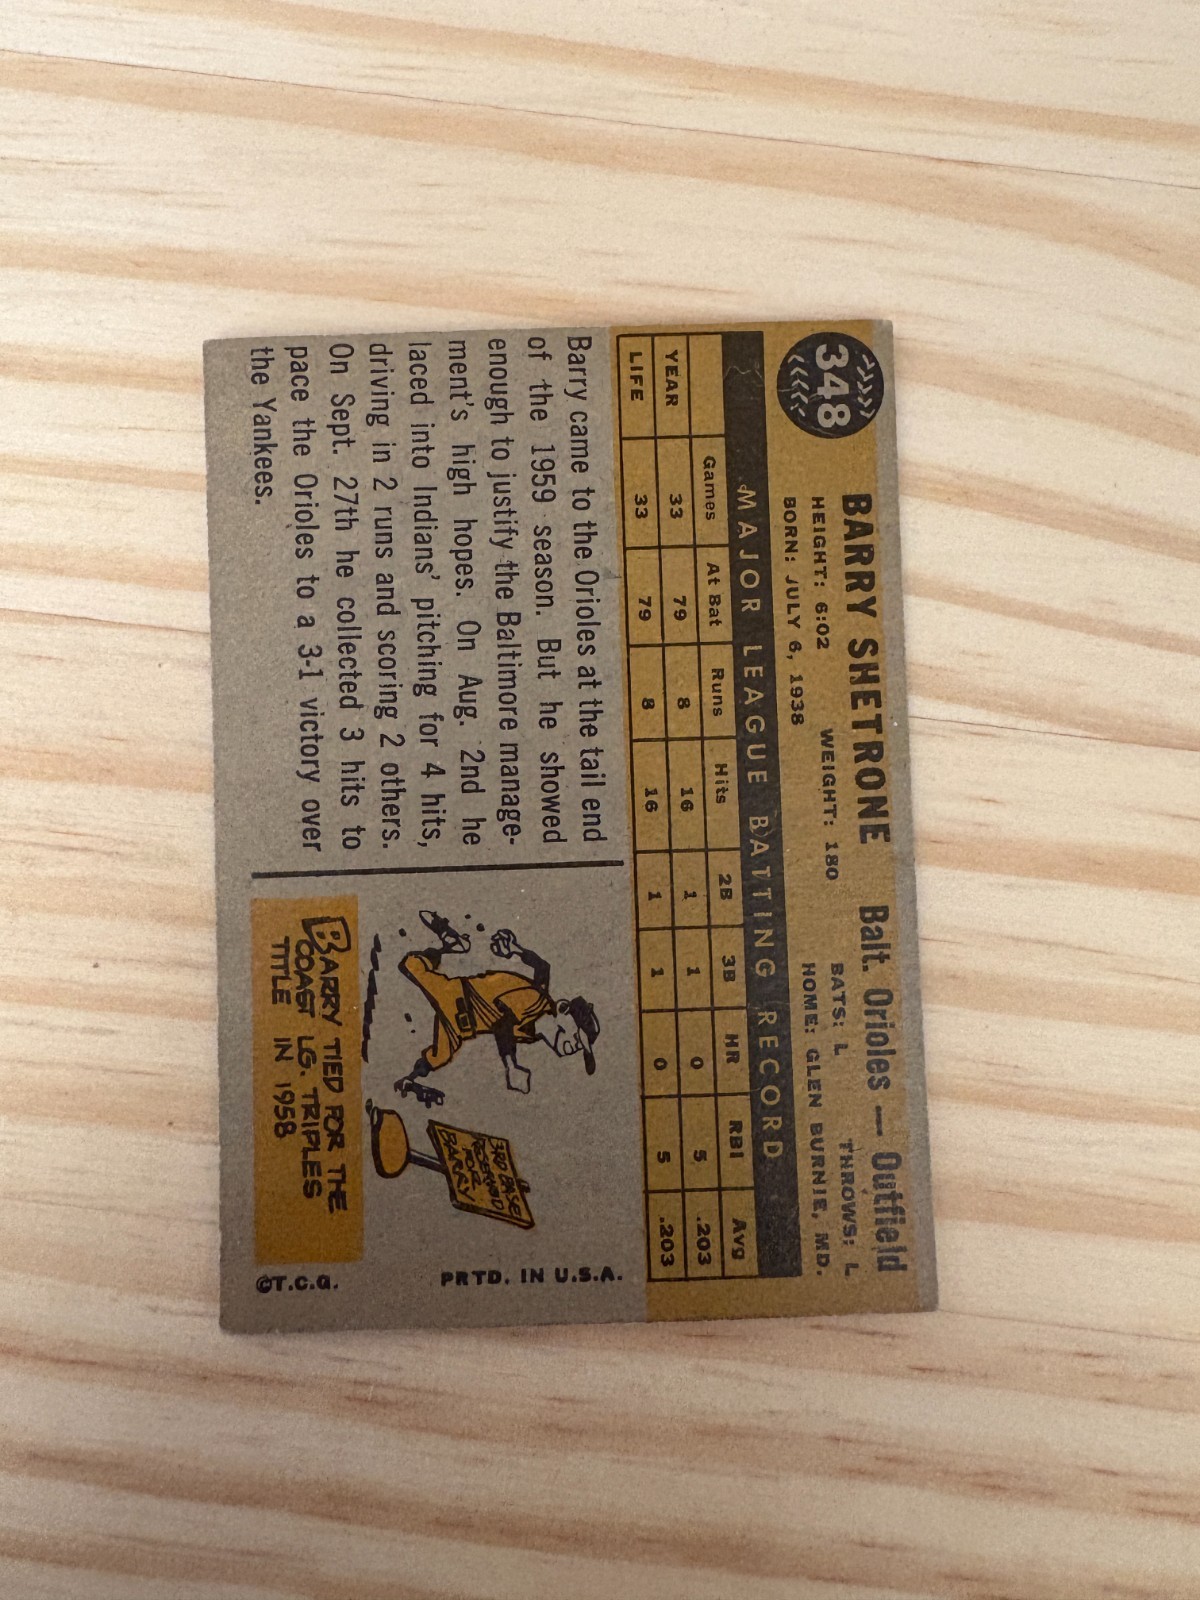 348
BARRY SHETRONE Balt. Orioles — Outfield
HEIGHT: 6:02 WEIGHT: 180 BATS: L THROWS: L
BORN: JULY 6, 1938 HOME: GLEN BURNIE, MD.
MAJOR LEAGUE BATTING RECORD
Games At Bat Runs Hits 2B 3B HR RBI Avg
YEAR 33 79 8 16 1 1 0 5 .203
LIFE 33 79 8 16 1 1 0 5 .203
Barry came to the Orioles at the tail end
of the 1959 season. But he showed
enough to justify the Baltimore manage-
ment's high hopes. On Aug. 2nd he
laced into Indians' pitching for 4 hits,
driving in 2 runs and scoring 2 others.
On Sept. 27th he collected 3 hits to
pace the Orioles to a 3-1 victory over
the Yankees.
3RD BASE
RESERVED
FOR
BARRY
BARRY TIED FOR THE
COAST LG. TRIPLES
TITLE IN 1958
PRTD. IN U.S.A.
©T.C.G.